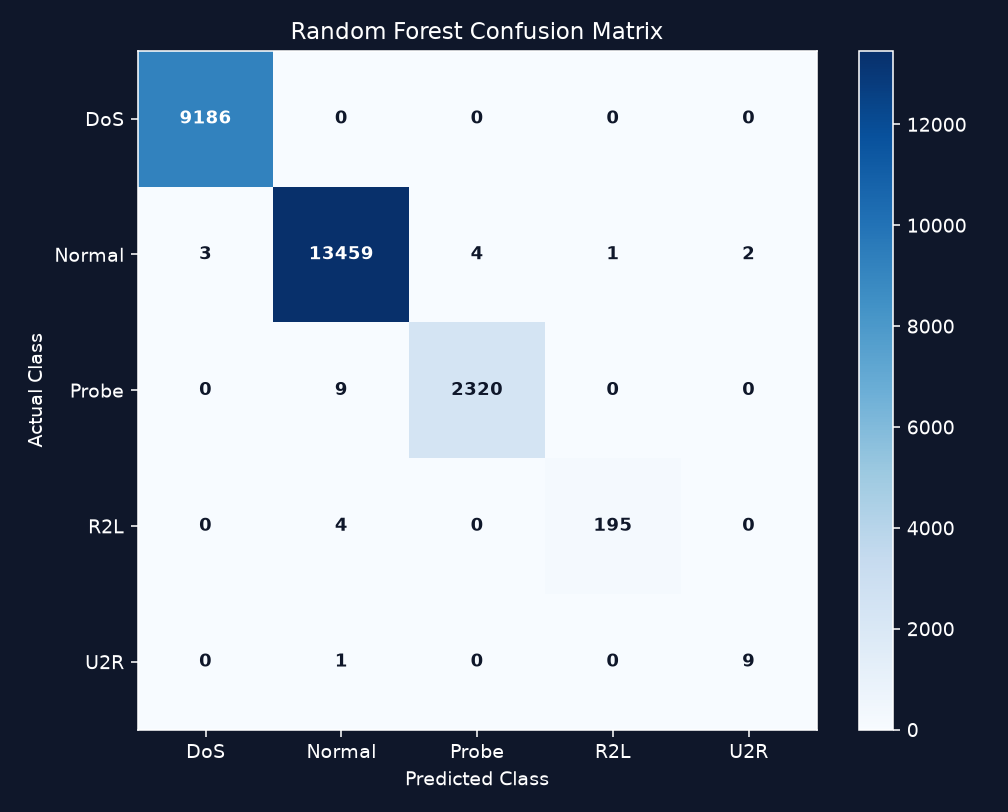 Random Forest Confusion Matrix
DoS 9186 0 0 0 0
Normal 3 13459 4 1 2
Probe 0 9 2320 0 0
R2L 0 4 0 195 0
U2R 0 1 0 0 9
DoS Normal Probe R2L U2R
Predicted Class
Actual Class
12000
10000
8000
6000
4000
2000
0